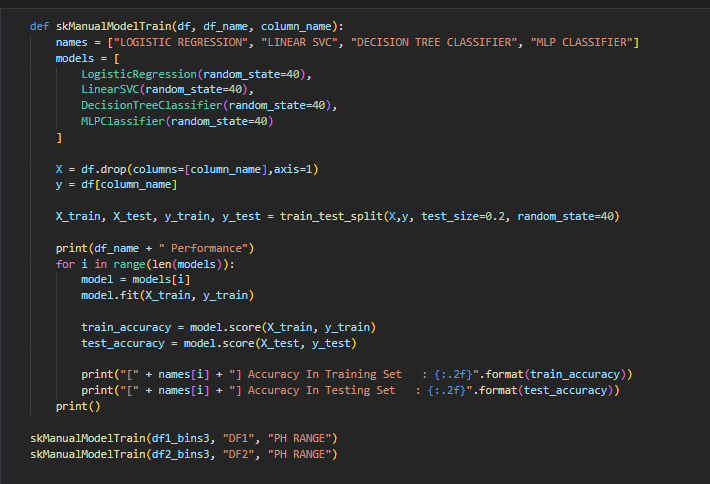 def skManualModelTrain(df, df_name, column_name):
    names = ["LOGISTIC REGRESSION", "LINEAR SVC", "DECISION TREE CLASSIFIER", "MLP CLASSIFIER"]
    models = [
        LogisticRegression(random_state=40),
        LinearSVC(random_state=40),
        DecisionTreeClassifier(random_state=40),
        MLPClassifier(random_state=40)
    ]
    X = df.drop(columns=[column_name],axis=1)
    y = df[column_name]
    X_train, X_test, y_train, y_test = train_test_split(X,y, test_size=0.2, random_state=40)
    print(df_name + " Performance")
    for i in range(len(models)):
        model = models[i]
        model.fit(X_train, y_train)
        train_accuracy = model.score(X_train, y_train)
        test_accuracy = model.score(X_test, y_test)
        print("[" + names[i] + "] Accuracy In Training Set   : {:.2f}".format(train_accuracy))
        print("[" + names[i] + "] Accuracy In Testing Set   : {:.2f}".format(test_accuracy))
    print()
skManualModelTrain(df1_bins3, "DF1", "PH RANGE")
skManualModelTrain(df2_bins3, "DF2", "PH RANGE")